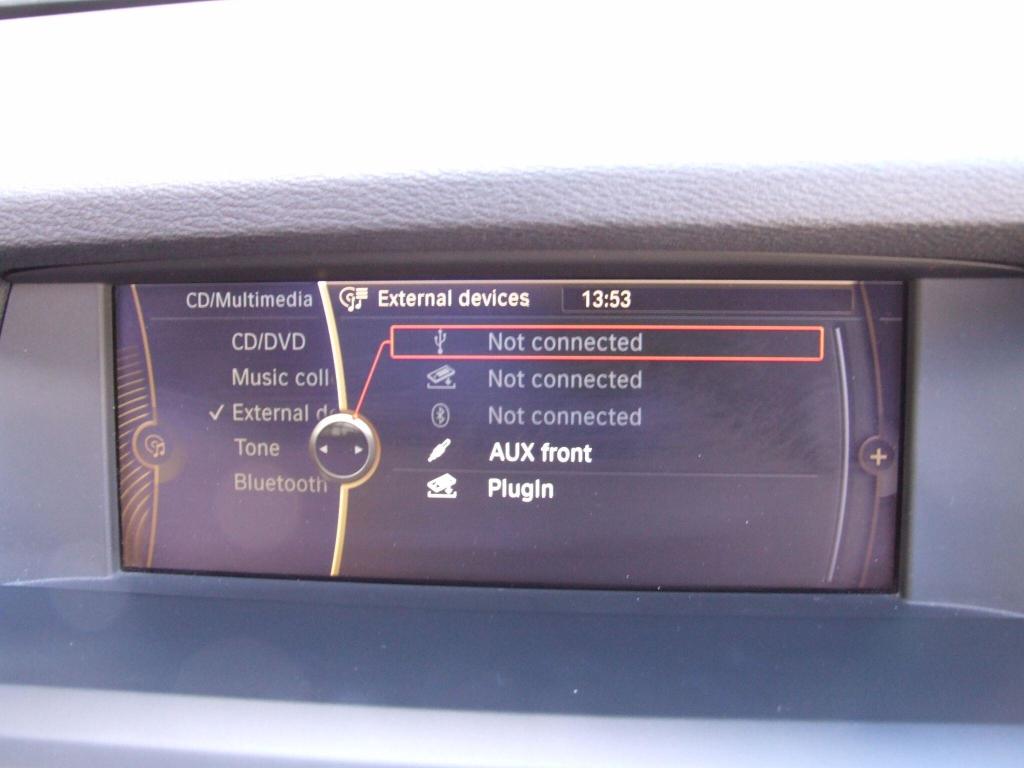 CD/Multimedia
CD/DVD
Music coll
External d
Tone
Bluetooth
External devices 13:53
Not connected
Not connected
Not connected
AUX front
PlugIn